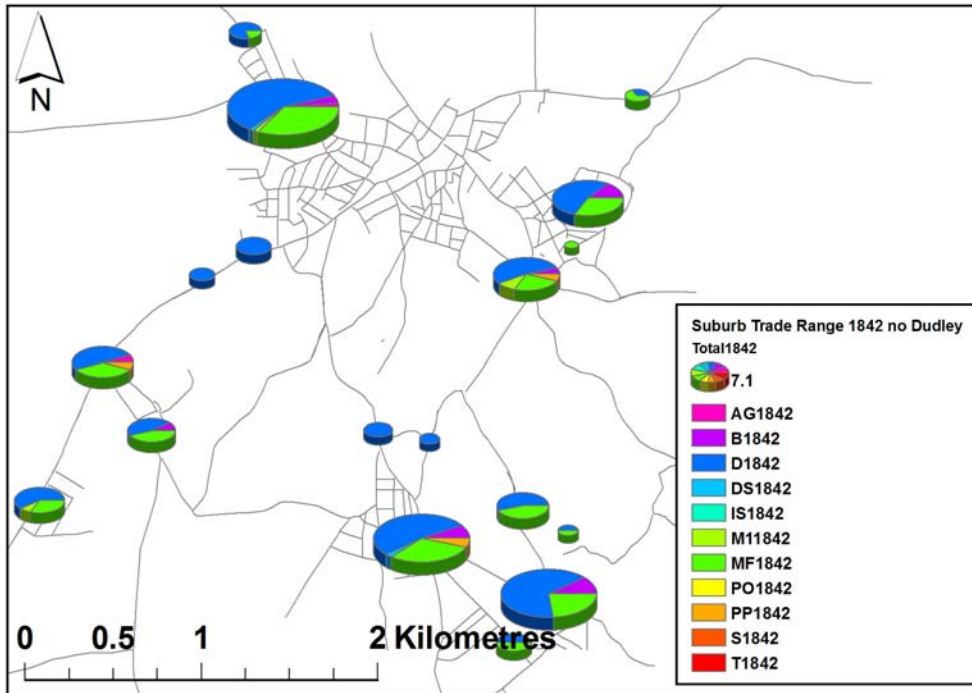 N
Suburb Trade Range 1842 no Dudley
Total1842
7.1
AG1842
B1842
D1842
DS1842
IS1842
M11842
MF1842
PO1842
PP1842
S1842
T1842
0 0.5 1 2 Kilometres